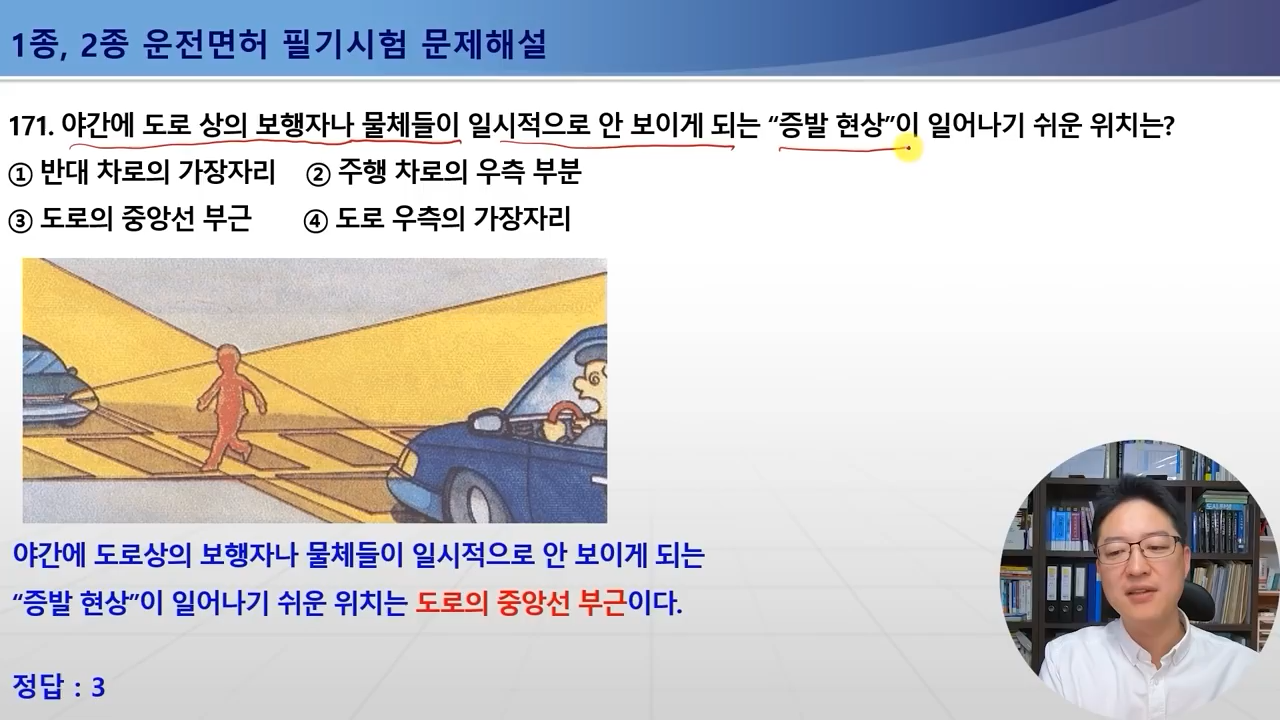 1종, 2종 운전면허 필기시험 문제해설
171. 야간에 도로 상의 보행자나 물체들이 일시적으로 안 보이게 되는 “증발 현상”이 일어나기 쉬운 위치는?
① 반대 차로의 가장자리 ② 주행 차로의 우측 부분
③ 도로의 중앙선 부근 ④ 도로 우측의 가장자리
야간에 도로상의 보행자나 물체들이 일시적으로 안 보이게 되는
“증발 현상”이 일어나기 쉬운 위치는 도로의 중앙선 부근이다.
정답 : 3